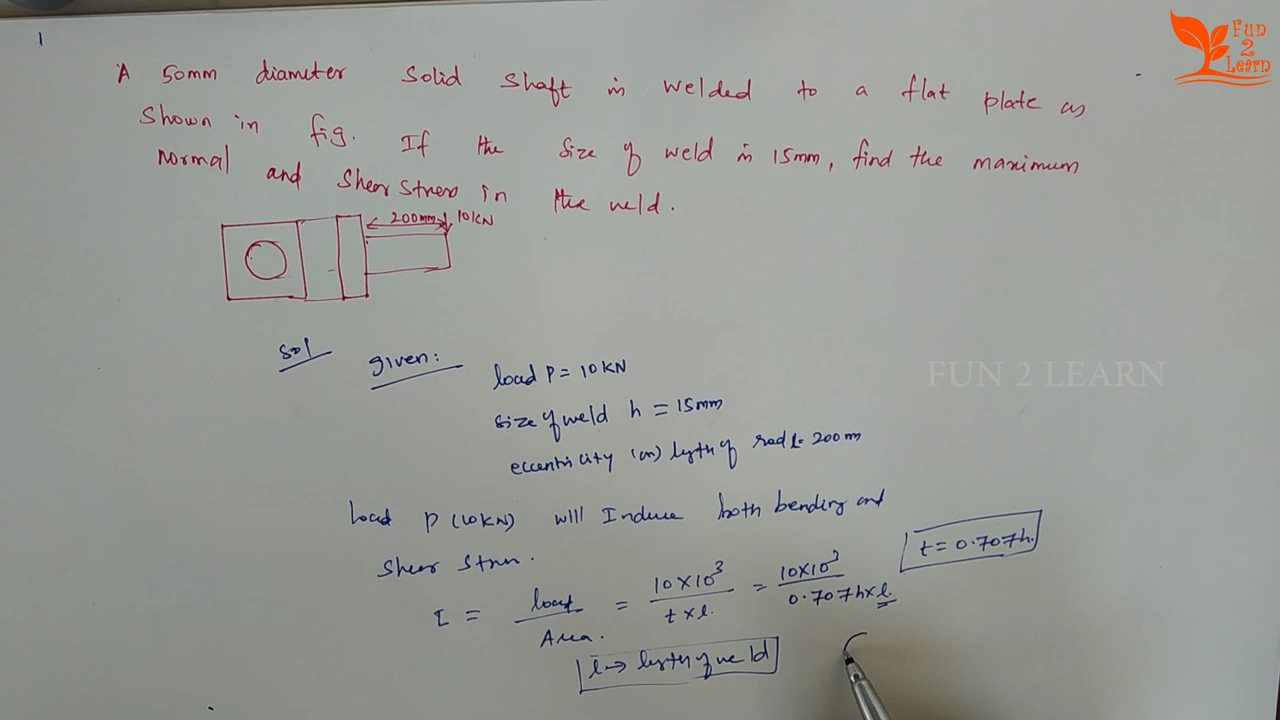 1
Fun
2
Learn
A 50mm diameter Solid Shaft is welded to a flat plate as
Shown in fig. If the Size of weld is 15mm, find the maximum
normal and Shear Stress in the weld.
200mm 10KN
Sol given:
load P = 10KN
size of weld h = 15mm
eccentricity (or) length of rad l = 200 m
FUN 2 LEARN
Load P (10KN) will Induce both bending and
Shear Stress.
t = 0.707h.
τ = load / Area. = 10×10³ / t×l. = 10×10³ / 0.707h×l.
l → length of weld